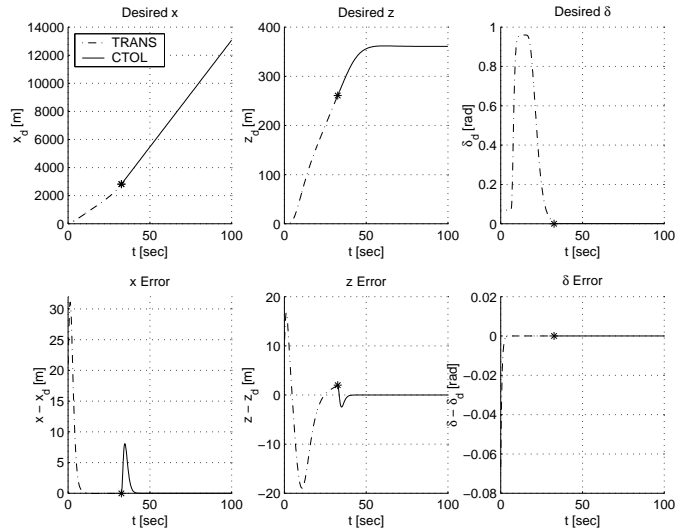 Desired x
14000
12000
10000
8000
6000
4000
2000
0
x_d [m]
TRANS
CTOL
0 50 100
t [sec]
Desired z
400
300
200
100
0
z_d [m]
0 50 100
t [sec]
Desired δ
1
0.8
0.6
0.4
0.2
0
δ_d [rad]
0 50 100
t [sec]
x Error
30
25
20
15
10
5
0
x − x_d [m]
0 50 100
t [sec]
z Error
20
10
0
−10
−20
z − z_d [m]
0 50 100
t [sec]
δ Error
0.02
0
−0.02
−0.04
−0.06
−0.08
δ − δ_d [rad]
0 50 100
t [sec]